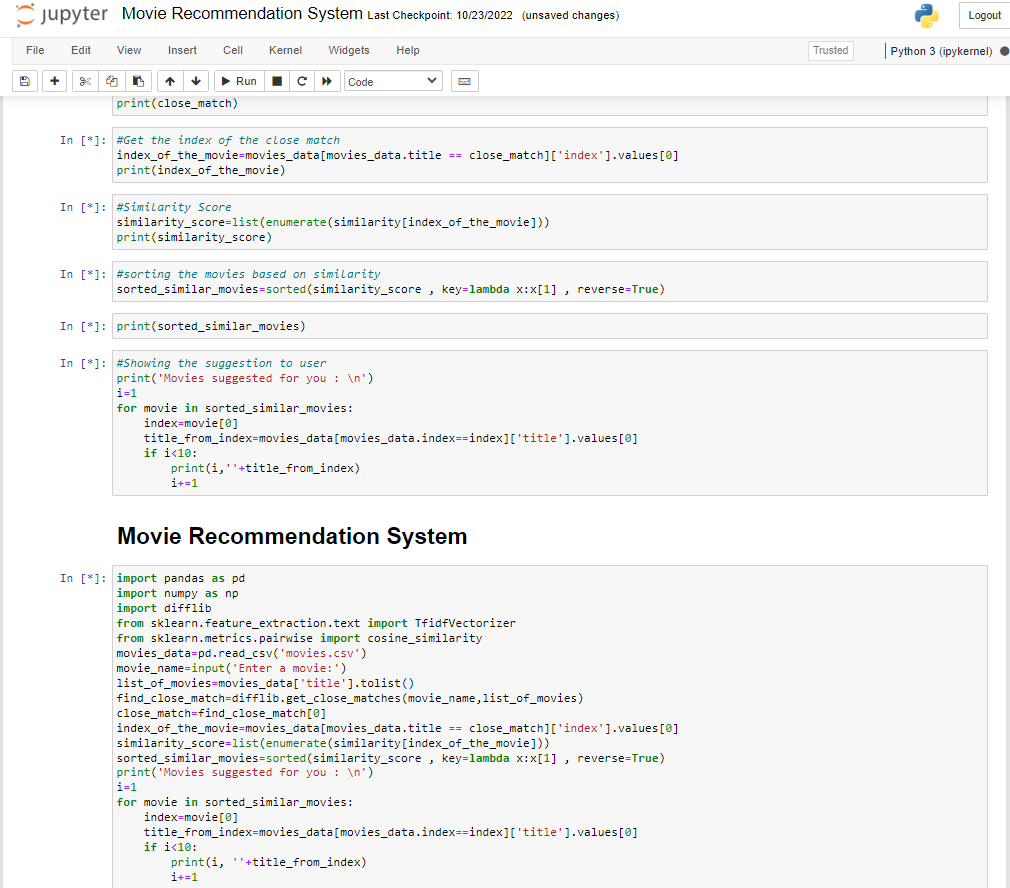 jupyter Movie Recommendation System Last Checkpoint: 10/23/2022 (unsaved changes)
Logout
File Edit View Insert Cell Kernel Widgets Help
Trusted
Python 3 (ipykernel)
Run
Code
print(close_match)
In [*]: #Get the index of the close match
index_of_the_movie=movies_data[movies_data.title == close_match]['index'].values[0]
print(index_of_the_movie)
In [*]: #Similarity Score
similarity_score=list(enumerate(similarity[index_of_the_movie]))
print(similarity_score)
In [*]: #sorting the movies based on similarity
sorted_similar_movies=sorted(similarity_score , key=lambda x:x[1] , reverse=True)
In [*]: print(sorted_similar_movies)
In [*]: #Showing the suggestion to user
print('Movies suggested for you : \n')
i=1
for movie in sorted_similar_movies:
    index=movie[0]
    title_from_index=movies_data[movies_data.index==index]['title'].values[0]
    if i<10:
        print(i,''+title_from_index)
        i+=1
Movie Recommendation System
In [*]: import pandas as pd
import numpy as np
import difflib
from sklearn.feature_extraction.text import TfidfVectorizer
from sklearn.metrics.pairwise import cosine_similarity
movies_data=pd.read_csv('movies.csv')
movie_name=input('Enter a movie:')
list_of_movies=movies_data['title'].tolist()
find_close_match=difflib.get_close_matches(movie_name,list_of_movies)
close_match=find_close_match[0]
index_of_the_movie=movies_data[movies_data.title == close_match]['index'].values[0]
similarity_score=list(enumerate(similarity[index_of_the_movie]))
sorted_similar_movies=sorted(similarity_score , key=lambda x:x[1] , reverse=True)
print('Movies suggested for you : \n')
i=1
for movie in sorted_similar_movies:
    index=movie[0]
    title_from_index=movies_data[movies_data.index==index]['title'].values[0]
    if i<10:
        print(i, ''+title_from_index)
        i+=1